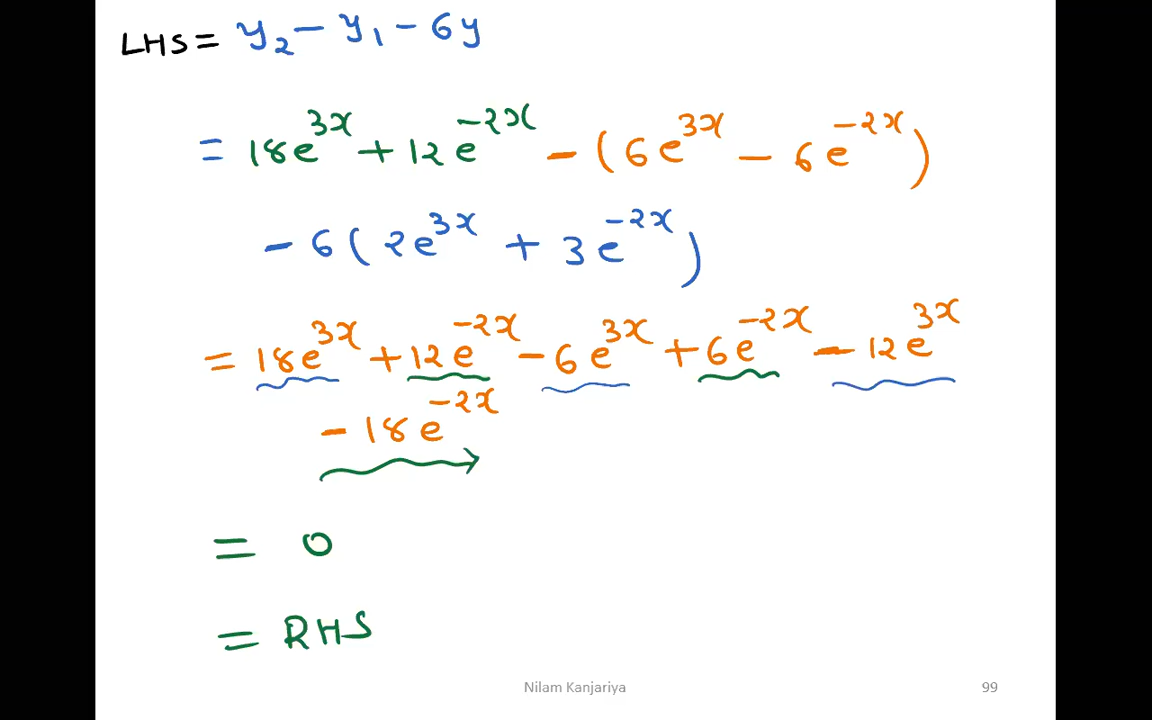 LHS = y₂ - y₁ - 6y
= 18e^3x + 12e^-2x - (6e^3x - 6e^-2x)
- 6(2e^3x + 3e^-2x)
= 18e^3x + 12e^-2x - 6e^3x + 6e^-2x - 12e^3x
- 18e^-2x
= 0
= RHS
Nilam Kanjariya 99